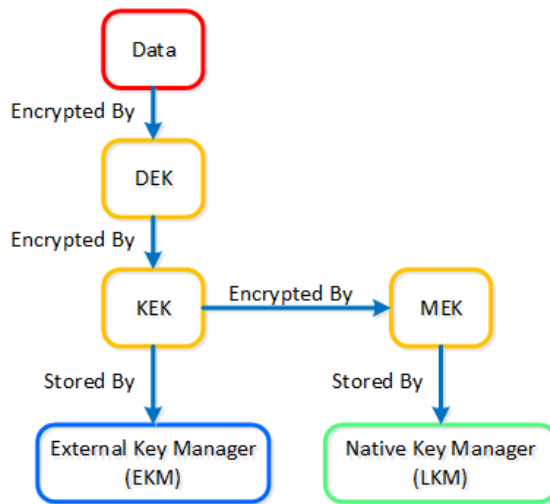 Data
Encrypted By
DEK
Encrypted By
KEK
Encrypted By
MEK
Stored By
Stored By
External Key Manager
(EKM)
Native Key Manager
(LKM)